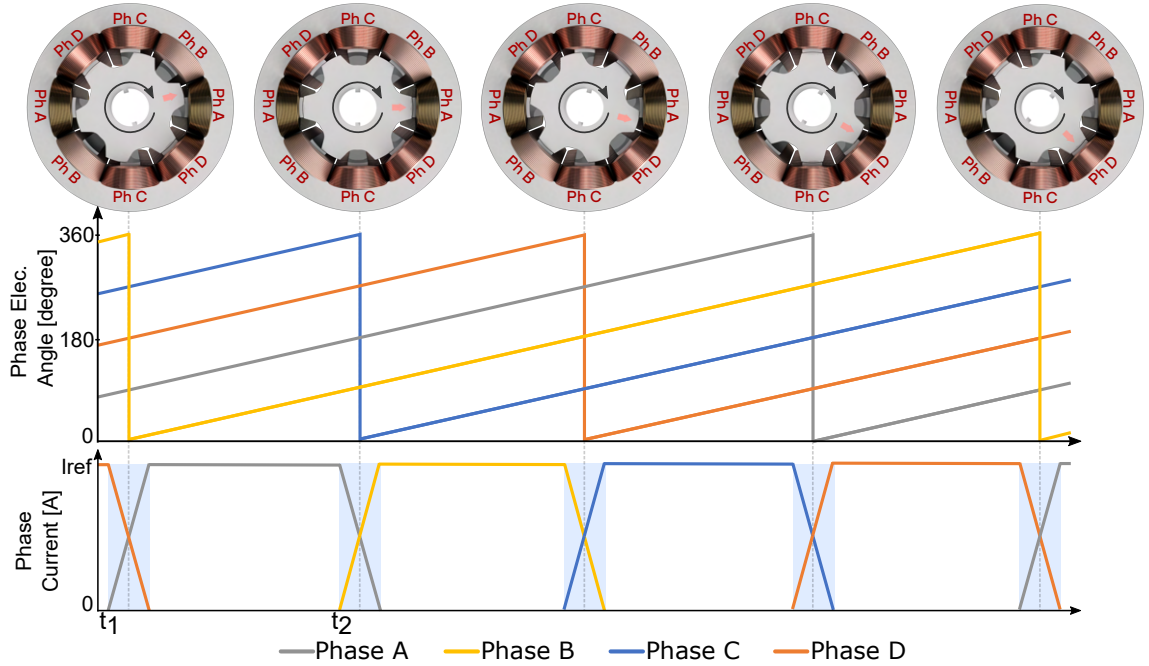 Ph C Ph C Ph C Ph C Ph C
Ph D Ph B Ph D Ph B Ph D Ph B Ph D Ph B Ph D Ph B
Ph A Ph A Ph A Ph A Ph A Ph A Ph A Ph A Ph A Ph A
Ph B Ph D Ph B Ph D Ph B Ph D Ph B Ph D Ph B Ph D
Ph C Ph C Ph C Ph C Ph C
Phase Elec.
Angle [degree]
360
180
0
Phase
Current [A]
Iref
0
t1 t2
Phase A Phase B Phase C Phase D